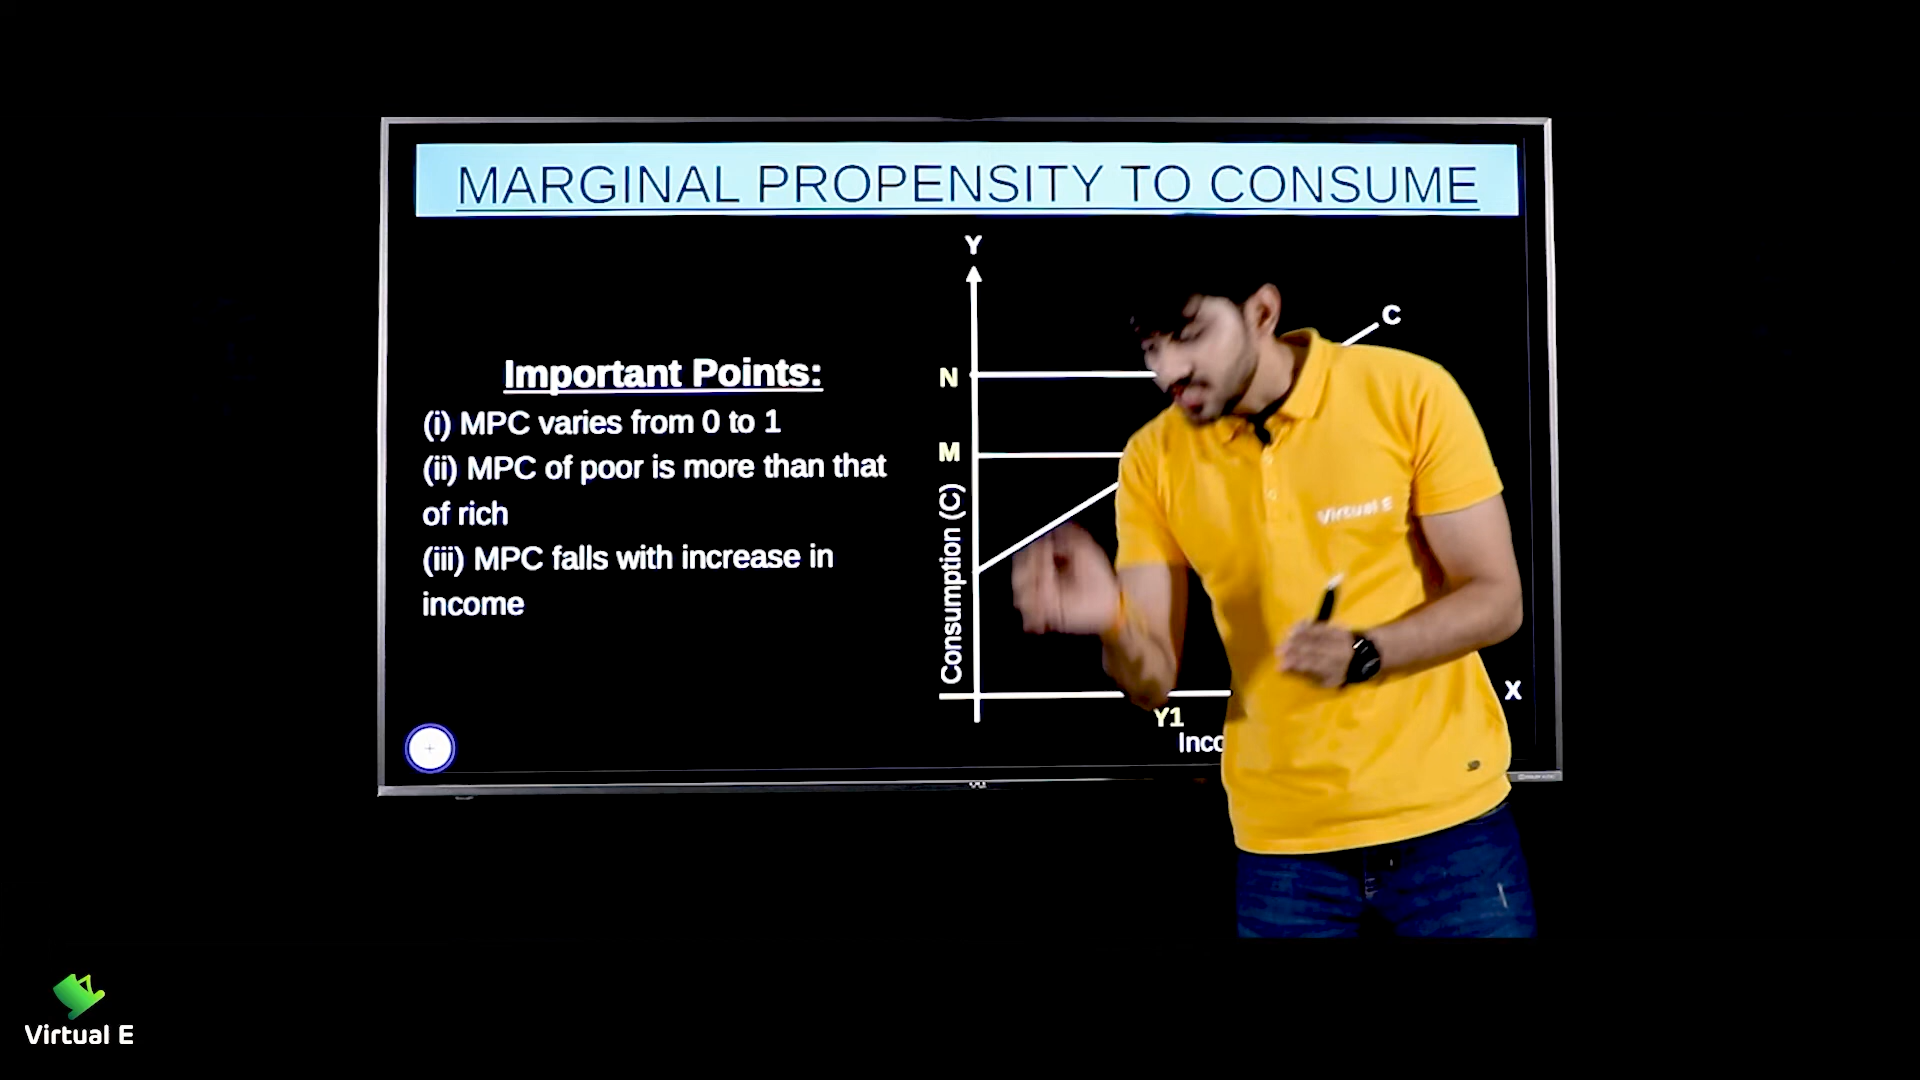 MARGINAL PROPENSITY TO CONSUME
Important Points:
(i) MPC varies from 0 to 1
(ii) MPC of poor is more than that
of rich
(iii) MPC falls with increase in
income
Y
C
N
M
Consumption (C)
X
Y1
Virtual E
Virtual E